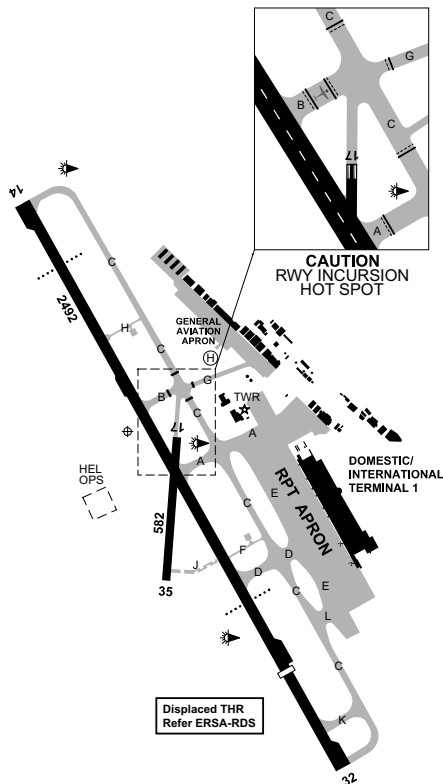 C
G
B
C
17
A
CAUTION
RWY INCURSION
HOT SPOT
14
C
2492
H
GENERAL
AVIATION
APRON
H
C
G
B
C
TWR
17
A
A
DOMESTIC/
INTERNATIONAL
TERMINAL 1
HEL
OPS
RPT APRON
C
E
582
F
J
D
D
35
C
E
L
C
Displaced THR
Refer ERSA-RDS
K
32